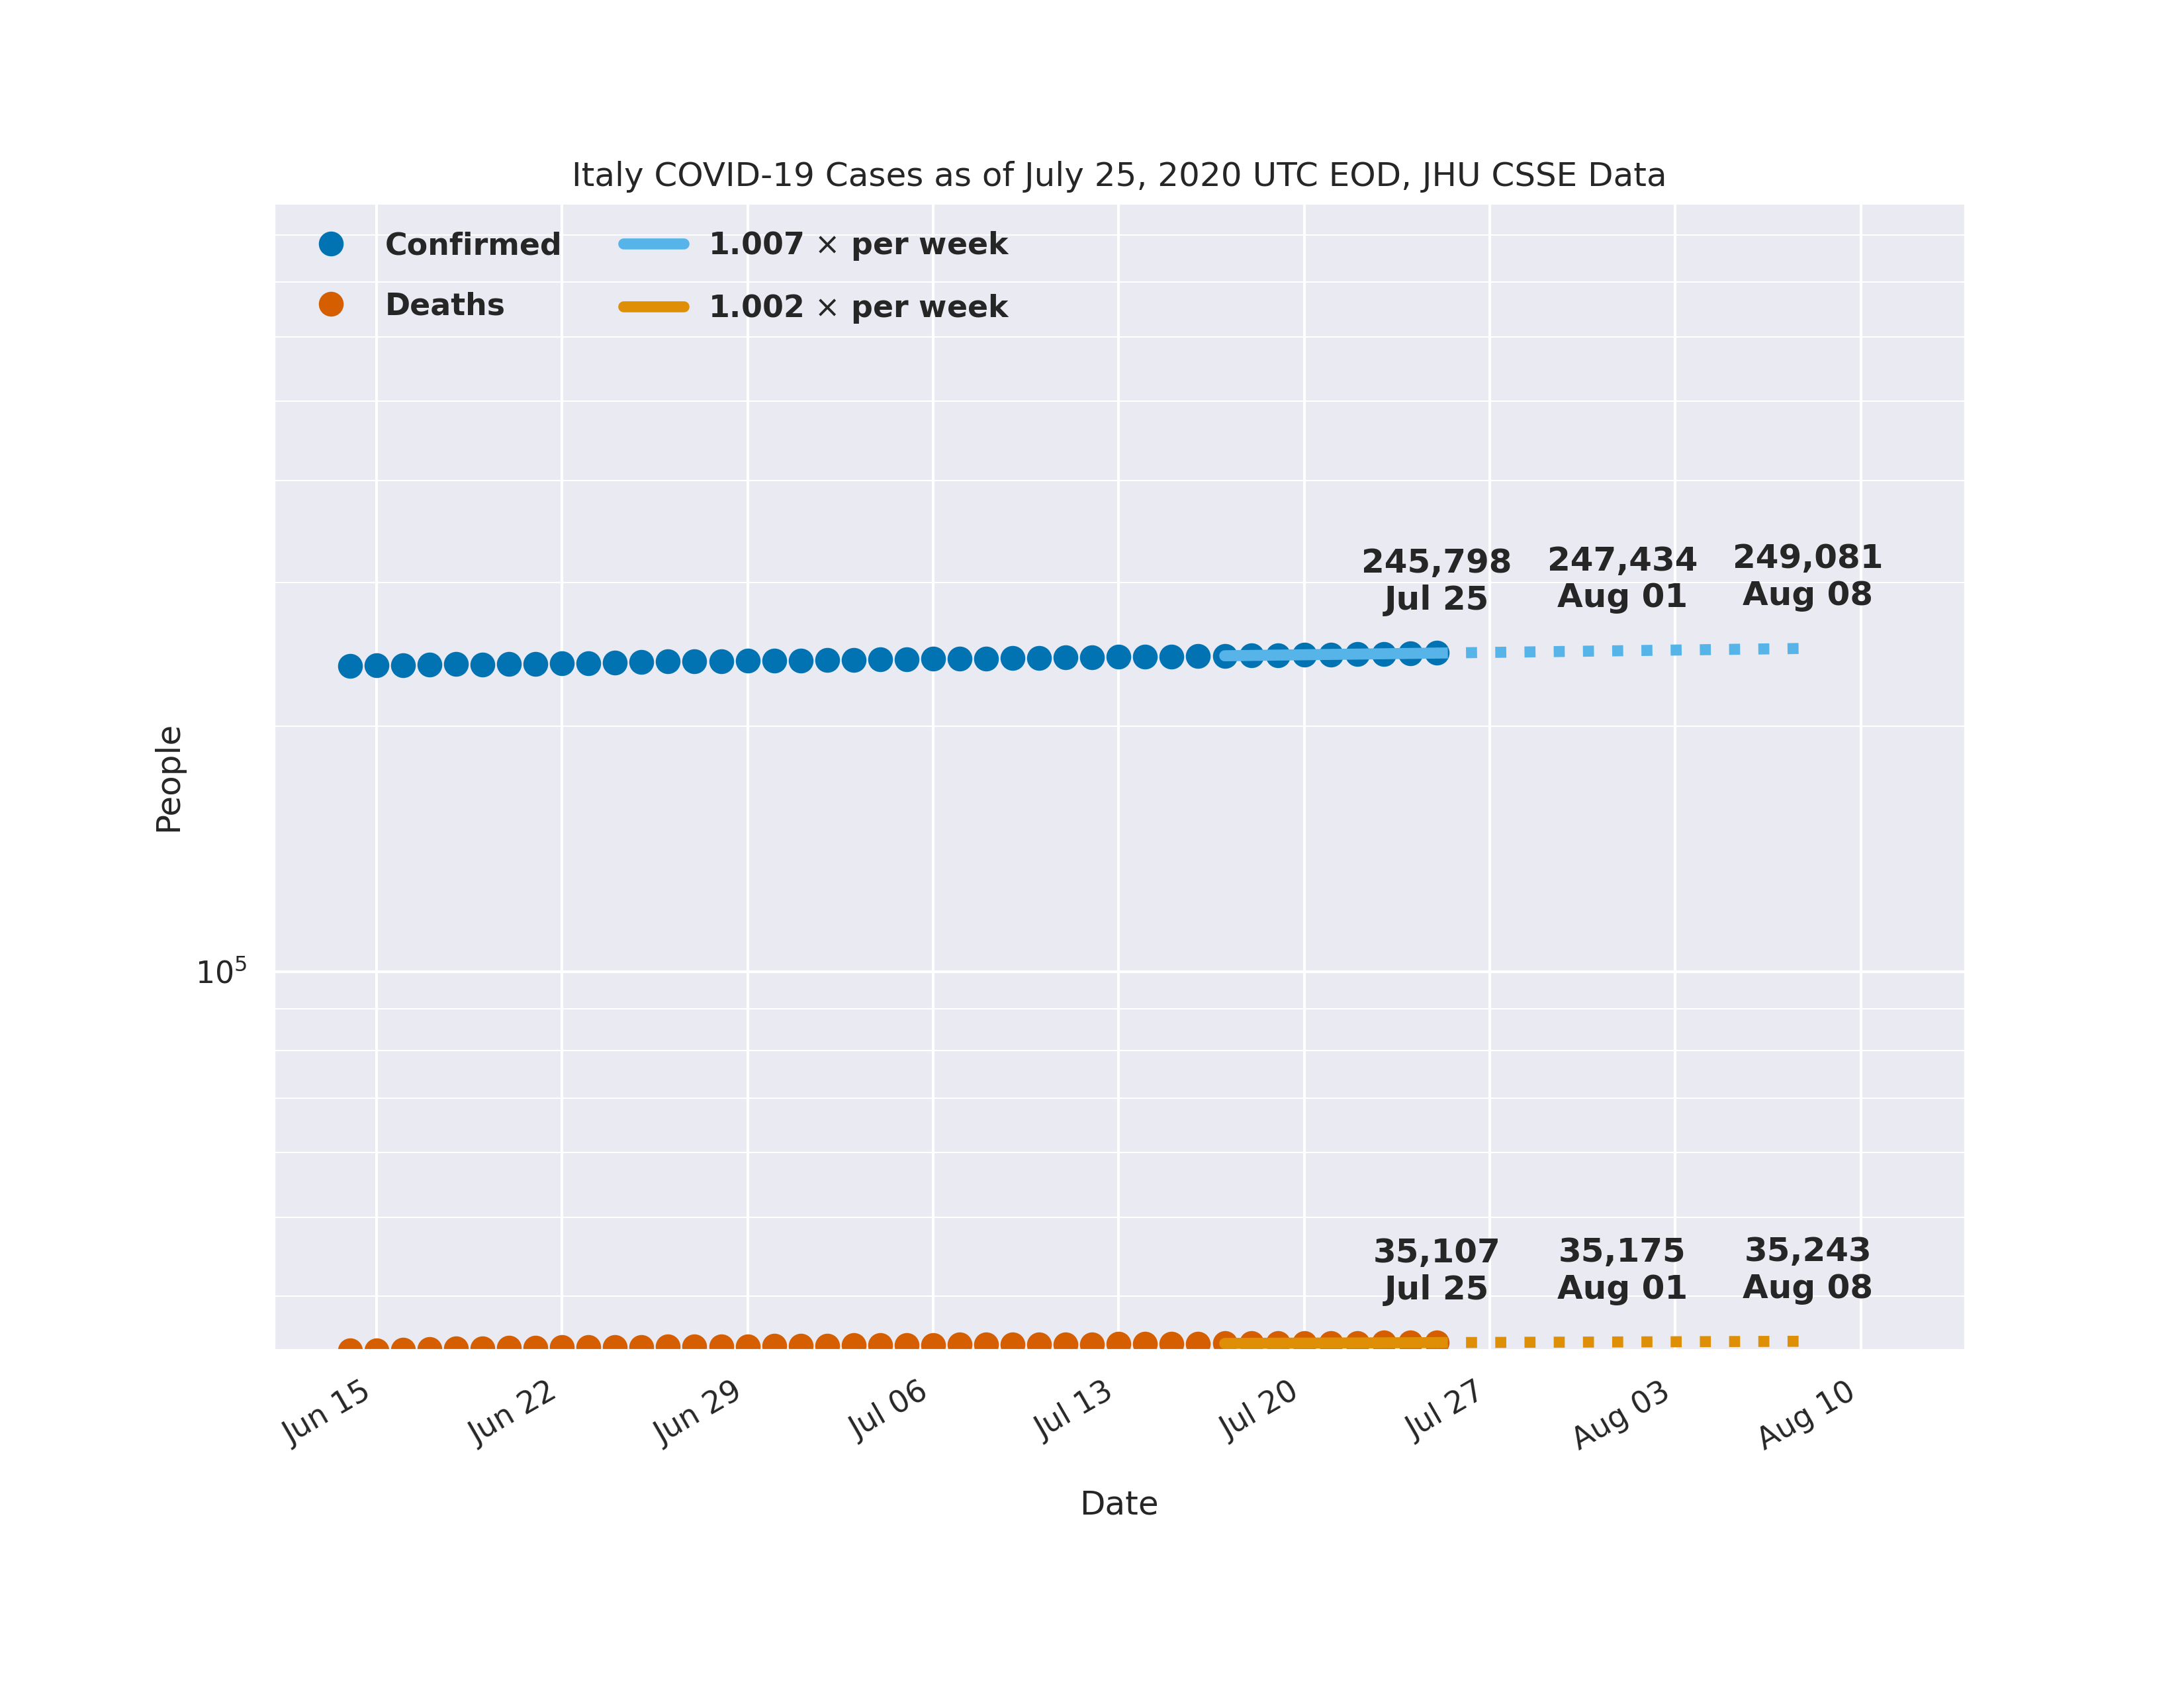 Italy COVID-19 Cases as of July 25, 2020 UTC EOD, JHU CSSE Data
Confirmed
Deaths
1.007 × per week
1.002 × per week
245,798
Jul 25
247,434
Aug 01
249,081
Aug 08
People
10⁵
35,107
Jul 25
35,175
Aug 01
35,243
Aug 08
Jun 15
Jun 22
Jun 29
Jul 06
Jul 13
Jul 20
Jul 27
Aug 03
Aug 10
Date